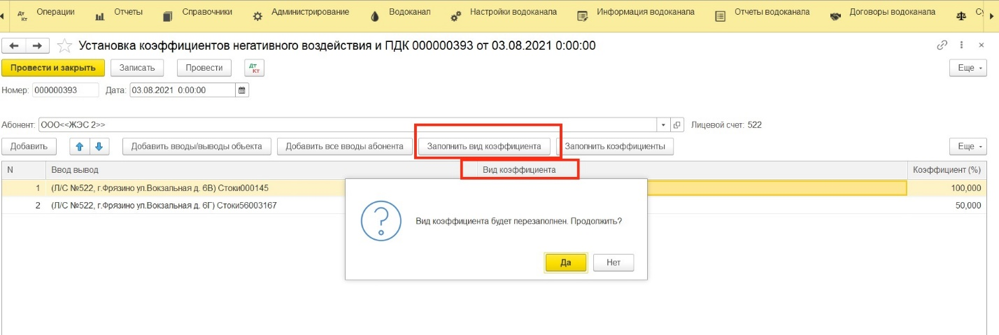 Операции Отчеты Справочники Администрирование Водоканал Настройки водоканала Информация водоканала Отчеты водоканала Договоры водоканала
Установка коэффициентов негативного воздействия и ПДК 000000393 от 03.08.2021 0:00:00
Провести и закрыть Записать Провести Дт Кт Еще
Номер: 000000393 Дата: 03.08.2021 0:00:00
Абонент: ООО<<ЖЭС 2>> Лицевой счет: 522
Добавить Добавить вводы/выводы объекта Добавить все вводы абонента Заполнить вид коэффициента Заполнить коэффициенты Еще
N Ввод вывод Вид коэффициента Коэффициент (%)
1 (Л/С №522, г.Фрязино ул.Вокзальная д. 6В) Стоки000145 100,000
2 (Л/С №522, г.Фрязино ул.Вокзальная д. 6Г) Стоки56003167 50,000
Вид коэффициента будет перезаполнен. Продолжить?
Да Нет